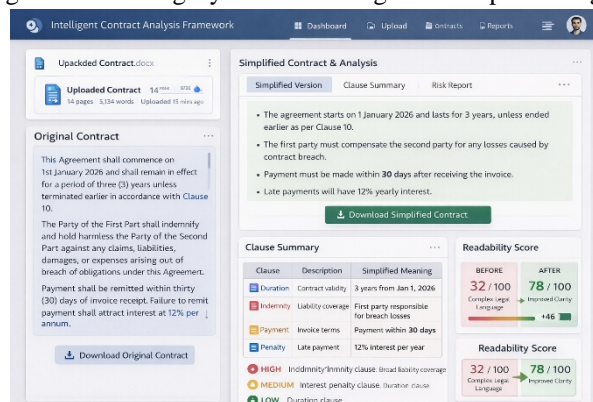 Intelligent Contract Analysis Framework
Dashboard
Upload
Reports
Upackded Contract.docx
Uploaded Contract 14
14 pages 5,134 words Uploaded 15 mins ago
Original Contract
This Agreement shall commence on
1st January 2026 and shall remain in effect
for a period of three (3) years unless
terminated earlier in accordance with Clause
10.
The Party of the First Part shall indemnify
and hold harmless the Party of the Second
Part against any claims, liabilities,
damages, or expenses arising out of
breach of obligations under this Agreement.
Payment shall be remitted within thirty
(30) days of invoice receipt. Failure to remit
payment shall attract interest at 12% per
annum.
Download Original Contract
Simplified Contract & Analysis
Simplified Version
Clause Summary
Risk Report
• The agreement starts on 1 January 2026 and lasts for 3 years, unless ended
earlier as per Clause 10.
• The first party must compensate the second party for any losses caused by
contract breach.
• Payment must be made within 30 days after receiving the invoice.
• Late payments will have 12% yearly interest.
Download Simplified Contract
Clause Summary
Clause Description Simplified Meaning
Duration Contract validity 3 years from Jan 1, 2026
Indemnity Liability coverage First party responsible
for breach losses
Payment Invoice terms Payment within 30 days
Penalty Late payment 12% interest per year
HIGH Broad liability coverage
MEDIUM Interest penalty clause. Duration clause
LOW Duration clause
Readability Score
BEFORE AFTER
32 / 100 78 / 100
Complex Legal Improved Clarity
Language
+46
Readability Score
32 / 100 78 / 100
Complex Legal Improved Clarity
Language